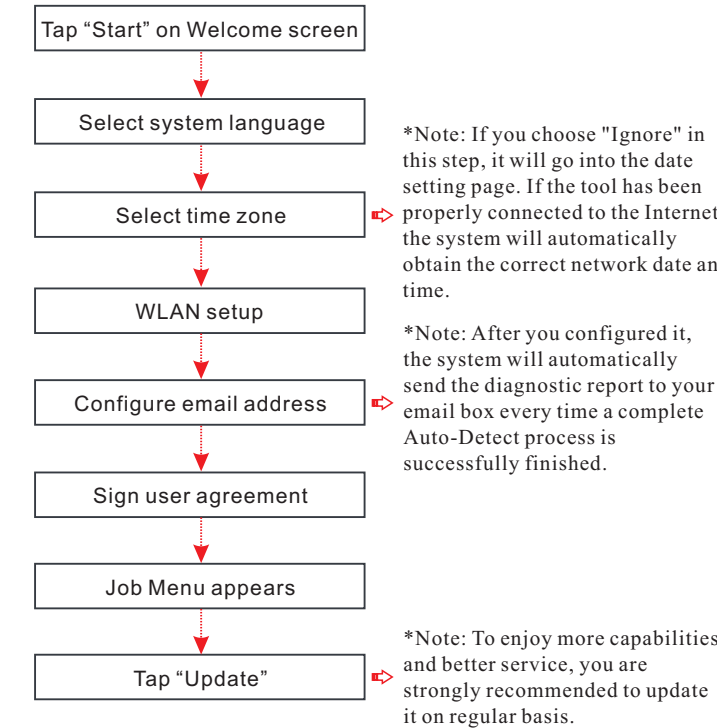 Tap “Start” on Welcome screen
Select system language
Select time zone
*Note: If you choose "Ignore" in
this step, it will go into the date
setting page. If the tool has been
properly connected to the Internet
the system will automatically
obtain the correct network date an
time.
WLAN setup
Configure email address
*Note: After you configured it,
the system will automatically
send the diagnostic report to your
email box every time a complete
Auto-Detect process is
successfully finished.
Sign user agreement
Job Menu appears
Tap “Update”
*Note: To enjoy more capabilities
and better service, you are
strongly recommended to update
it on regular basis.